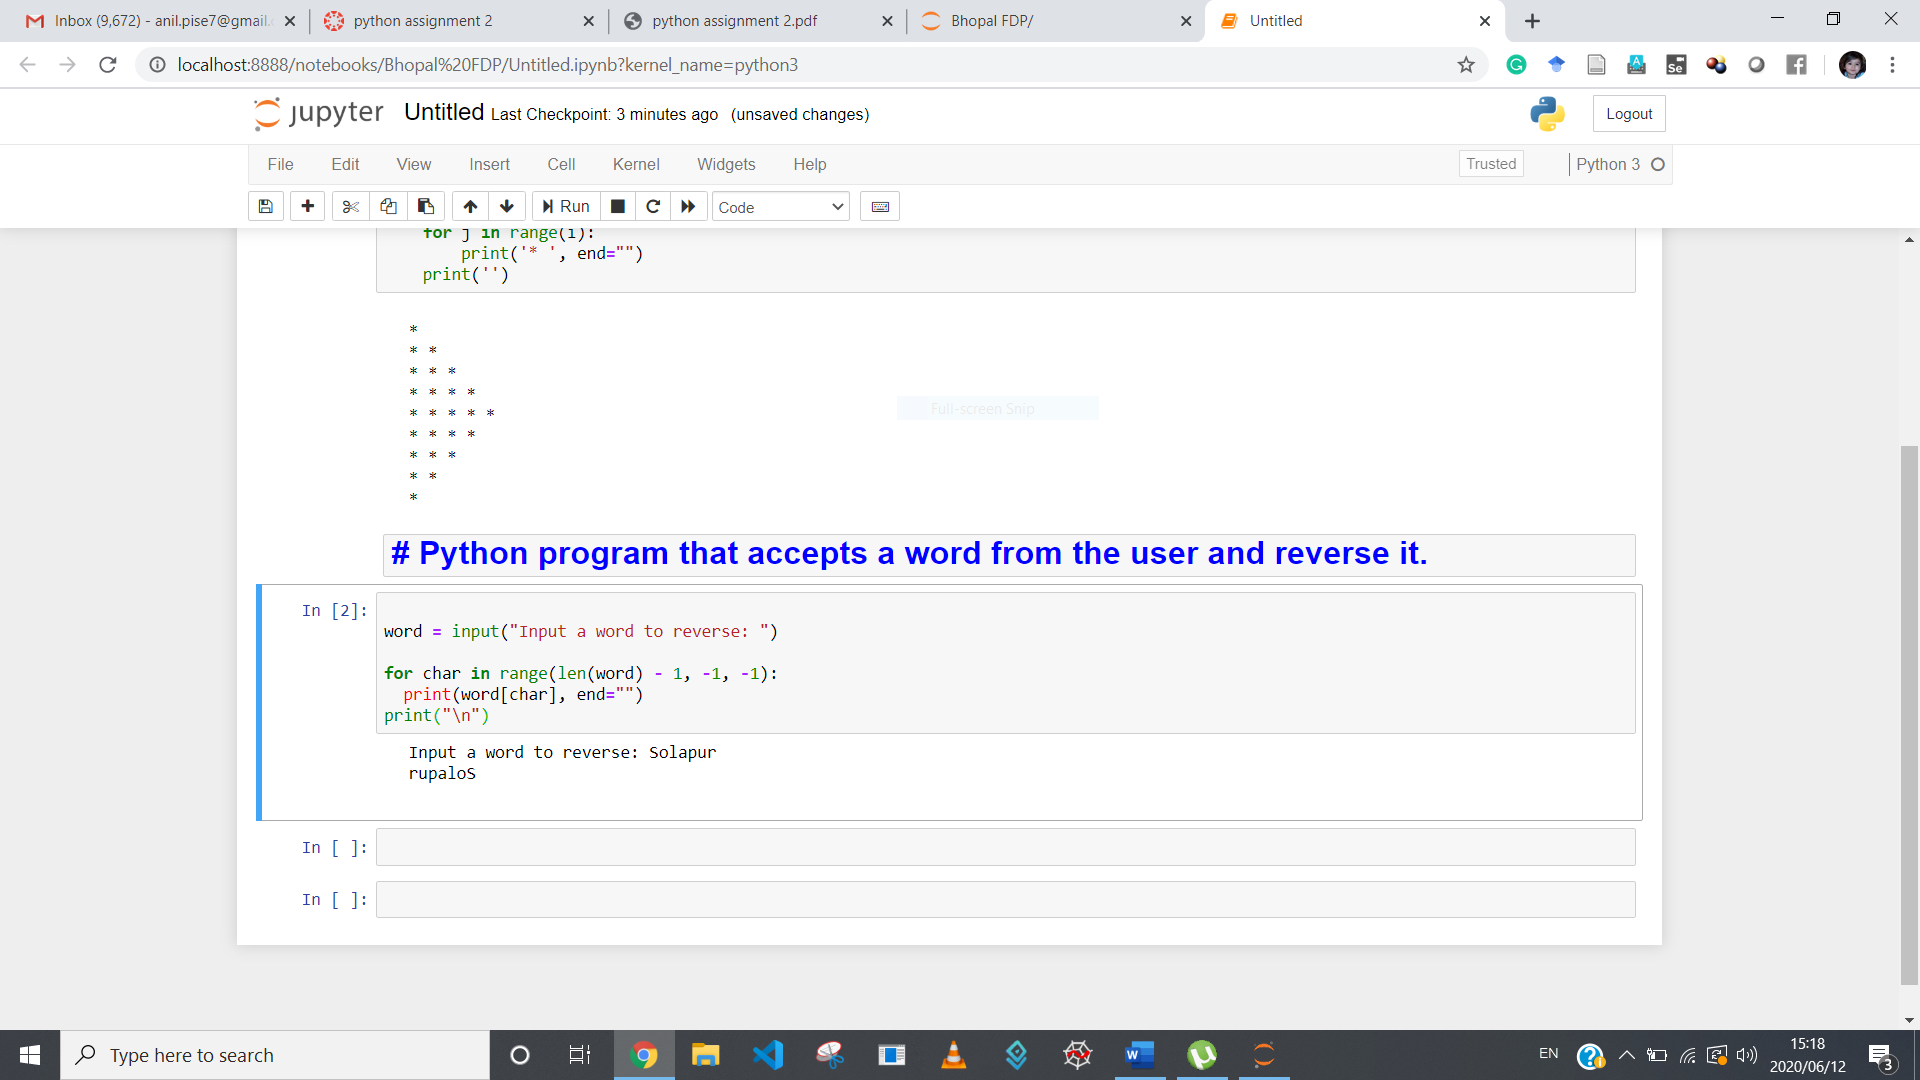 Inbox (9,672) - anil.pise7@gmail.c
python assignment 2
python assignment 2.pdf
Bhopal FDP/
Untitled
localhost:8888/notebooks/Bhopal%20FDP/Untitled.ipynb?kernel_name=python3
jupyter Untitled Last Checkpoint: 3 minutes ago (unsaved changes)
Logout
File Edit View Insert Cell Kernel Widgets Help
Trusted
Python 3
Run
Code
for j in range(i):
print('* ', end="")
print('')
*
* *
* * *
* * * *
* * * * *
* * * *
* * *
* *
*
Full-screen Snip
# Python program that accepts a word from the user and reverse it.
In [2]:
word = input("Input a word to reverse: ")
for char in range(len(word) - 1, -1, -1):
print(word[char], end="")
print("\n")
Input a word to reverse: Solapur
rupaloS
In [ ]:
In [ ]:
Type here to search
EN
15:18
2020/06/12
3